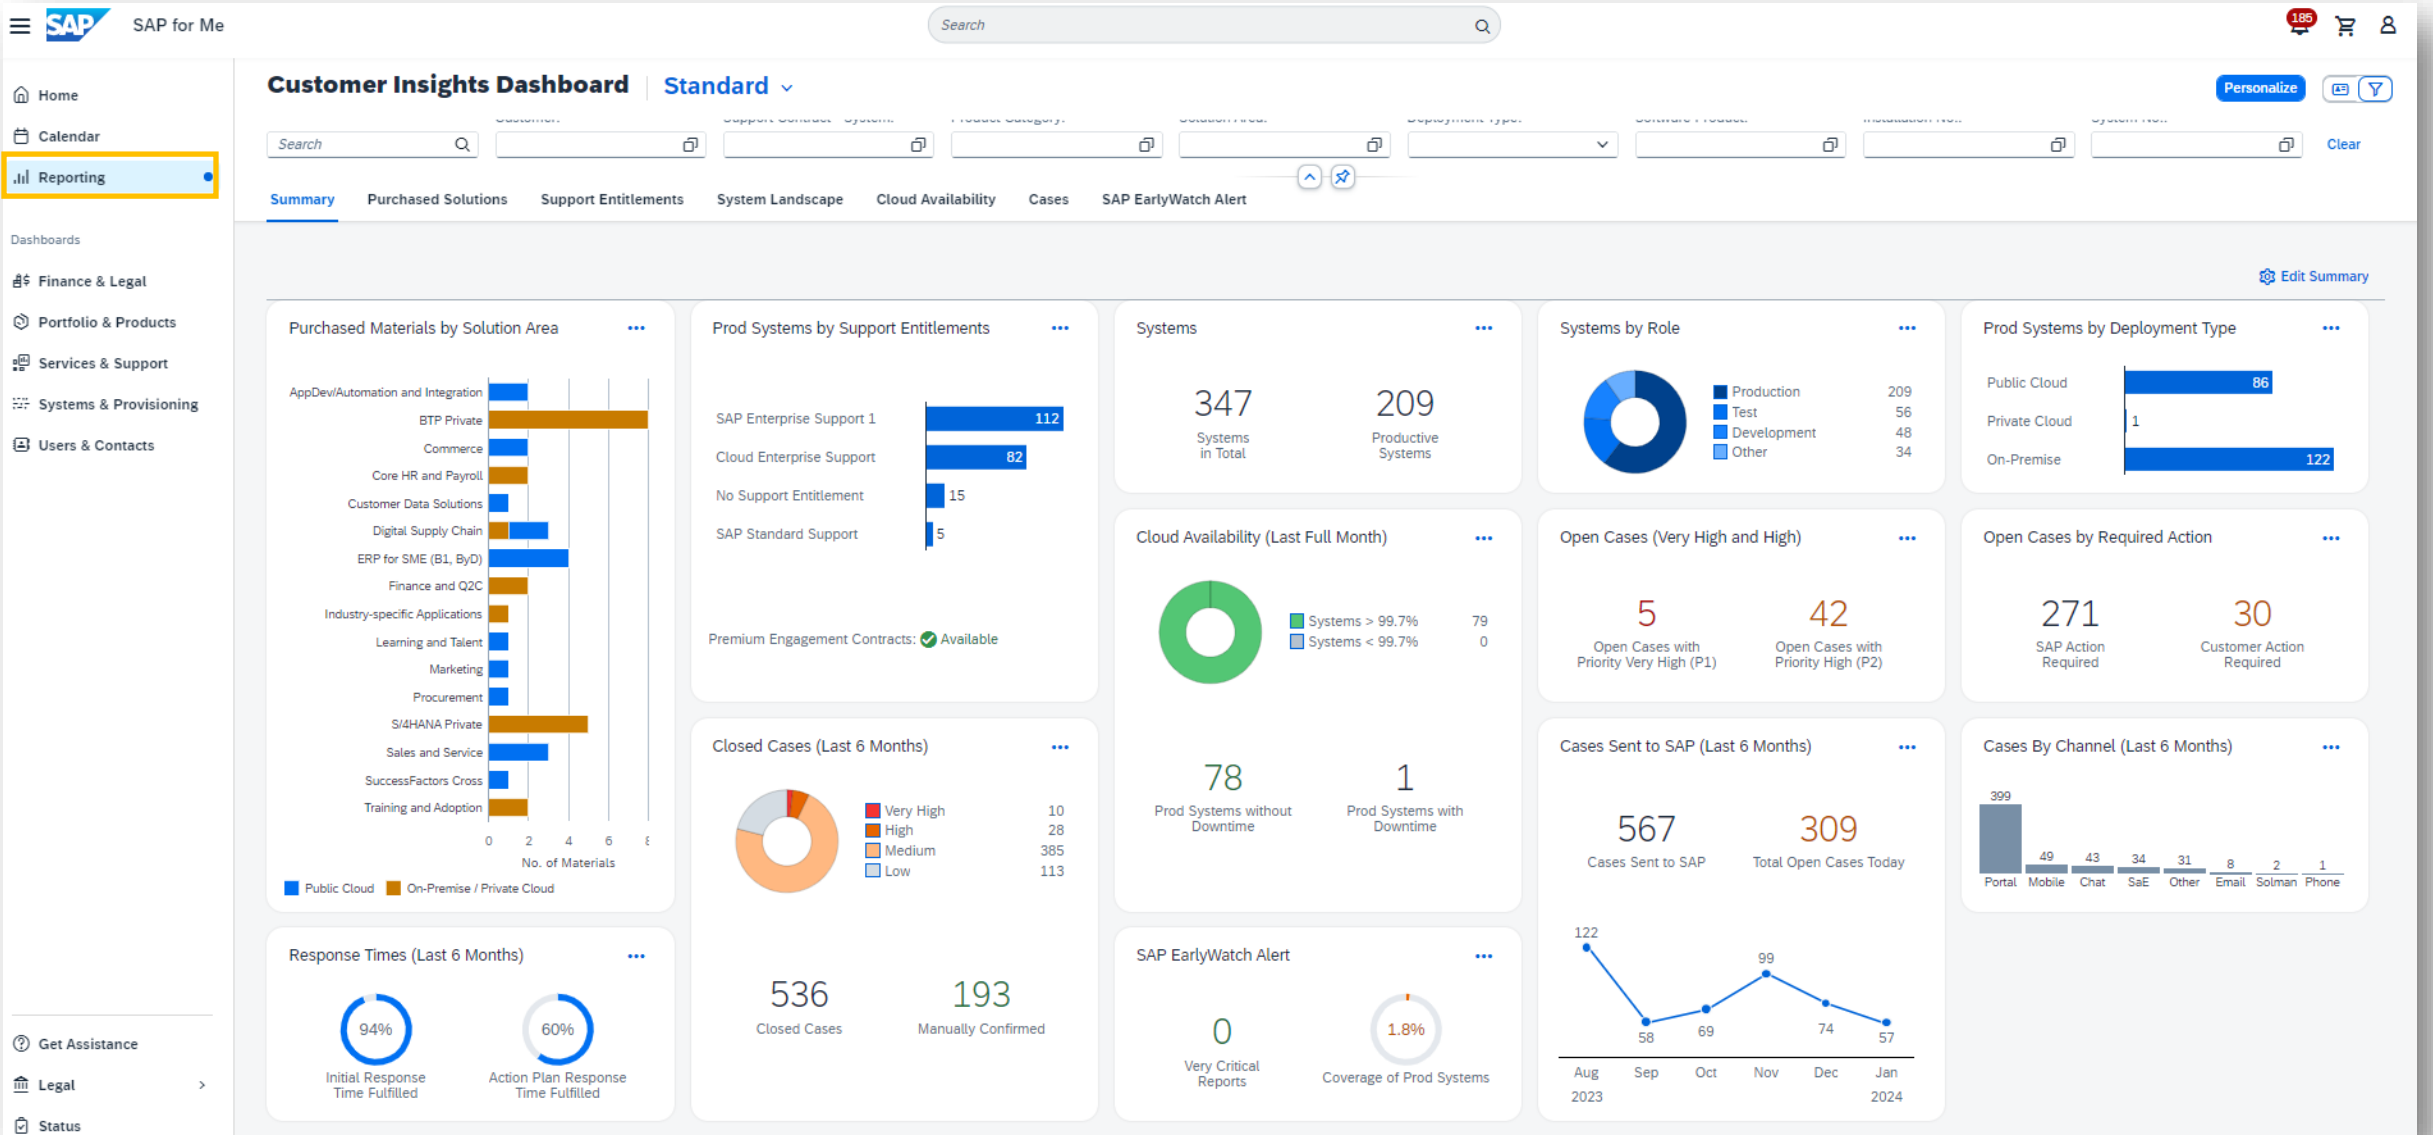 SAP
SAP for Me
Search
185
Home
Calendar
Reporting
Dashboards
Finance & Legal
Portfolio & Products
Services & Support
Systems & Provisioning
Users & Contacts
Get Assistance
Legal
Status
Customer Insights Dashboard
Standard
Personalize
Search
Clear
Summary
Purchased Solutions
Support Entitlements
System Landscape
Cloud Availability
Cases
SAP EarlyWatch Alert
Edit Summary
Purchased Materials by Solution Area
AppDev/Automation and Integration
BTP Private
Commerce
Core HR and Payroll
Customer Data Solutions
Digital Supply Chain
ERP for SME (B1, ByD)
Finance and Q2C
Industry-specific Applications
Learning and Talent
Marketing
Procurement
S/4HANA Private
Sales and Service
SuccessFactors Cross
Training and Adoption
0 2 4 6
No. of Materials
Public Cloud On-Premise / Private Cloud
Prod Systems by Support Entitlements
SAP Enterprise Support 1 112
Cloud Enterprise Support 82
No Support Entitlement 15
SAP Standard Support 5
Premium Engagement Contracts: Available
Systems
347 209
Systems Productive
in Total Systems
Systems by Role
Production 209
Test 56
Development 48
Other 34
Prod Systems by Deployment Type
Public Cloud 86
Private Cloud 1
On-Premise 122
Cloud Availability (Last Full Month)
Systems > 99.7% 79
Systems < 99.7% 0
78 1
Prod Systems without Prod Systems with
Downtime Downtime
Open Cases (Very High and High)
5 42
Open Cases with Open Cases with
Priority Very High (P1) Priority High (P2)
Open Cases by Required Action
271 30
SAP Action Customer Action
Required Required
Closed Cases (Last 6 Months)
Very High 10
High 28
Medium 385
Low 113
536 193
Closed Cases Manually Confirmed
Cases Sent to SAP (Last 6 Months)
567 309
Cases Sent to SAP Total Open Cases Today
122
58
69
99
74
57
Aug Sep Oct Nov Dec Jan
2023 2024
Cases By Channel (Last 6 Months)
399 49 43 34 31 8 2 1
Portal Mobile Chat SaE Other Email Solman Phone
Response Times (Last 6 Months)
94% 60%
Initial Response Action Plan Response
Time Fulfilled Time Fulfilled
SAP EarlyWatch Alert
0 1.8%
Very Critical Coverage of Prod Systems
Reports